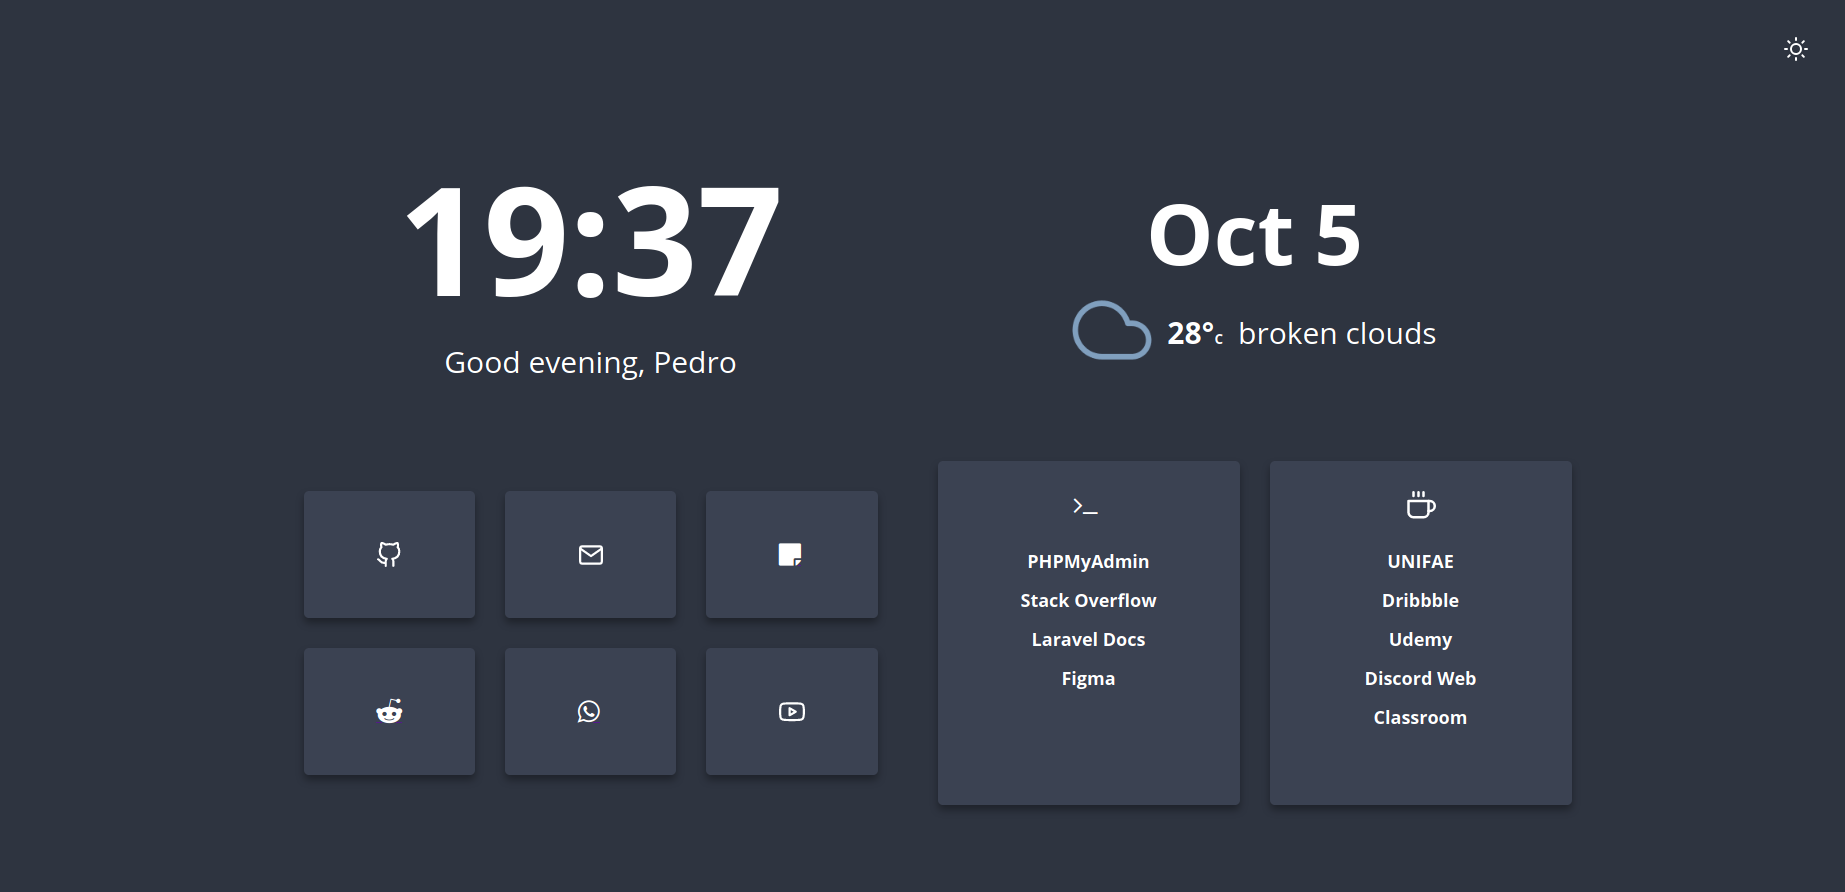 19:37
Good evening, Pedro
Oct 5
28°c broken clouds
PHPMyAdmin
Stack Overflow
Laravel Docs
Figma
UNIFAE
Dribbble
Udemy
Discord Web
Classroom